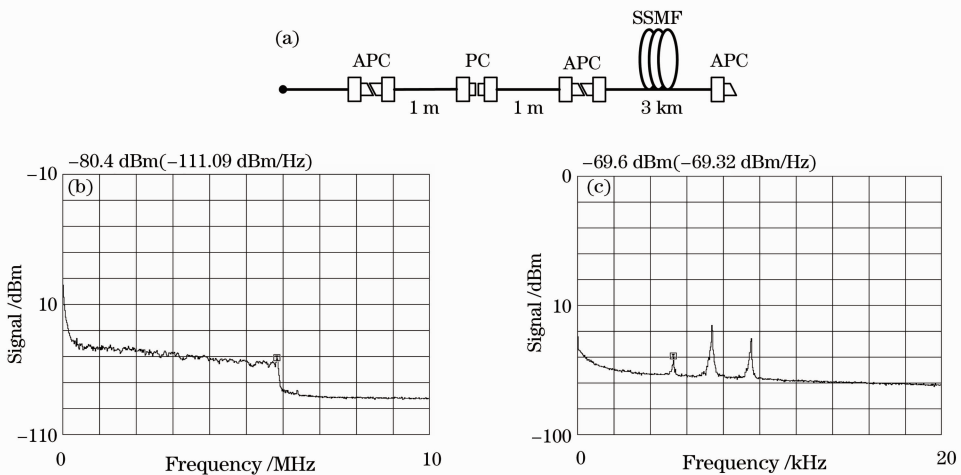 (a)
SSMF
APC PC APC APC
1 m 1 m 3 km
−80.4 dBm(−111.09 dBm/Hz)
−10
(b)
10
−110
Signal /dBm
0 10
Frequency /MHz
−69.6 dBm(−69.32 dBm/Hz)
0
(c)
10
−100
Signal /dBm
0 20
Frequency /kHz